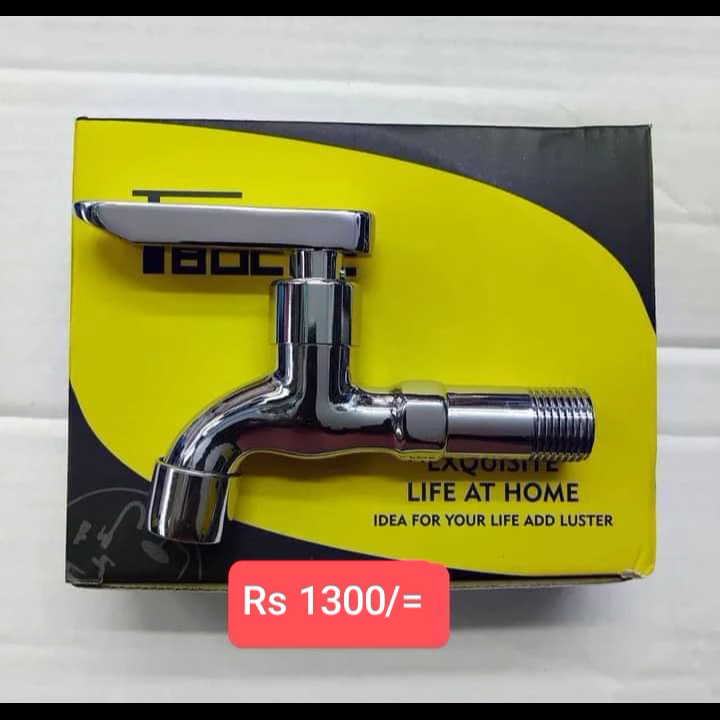 EXQUISITE
LIFE AT HOME
IDEA FOR YOUR LIFE ADD LUSTER
Rs 1300/=